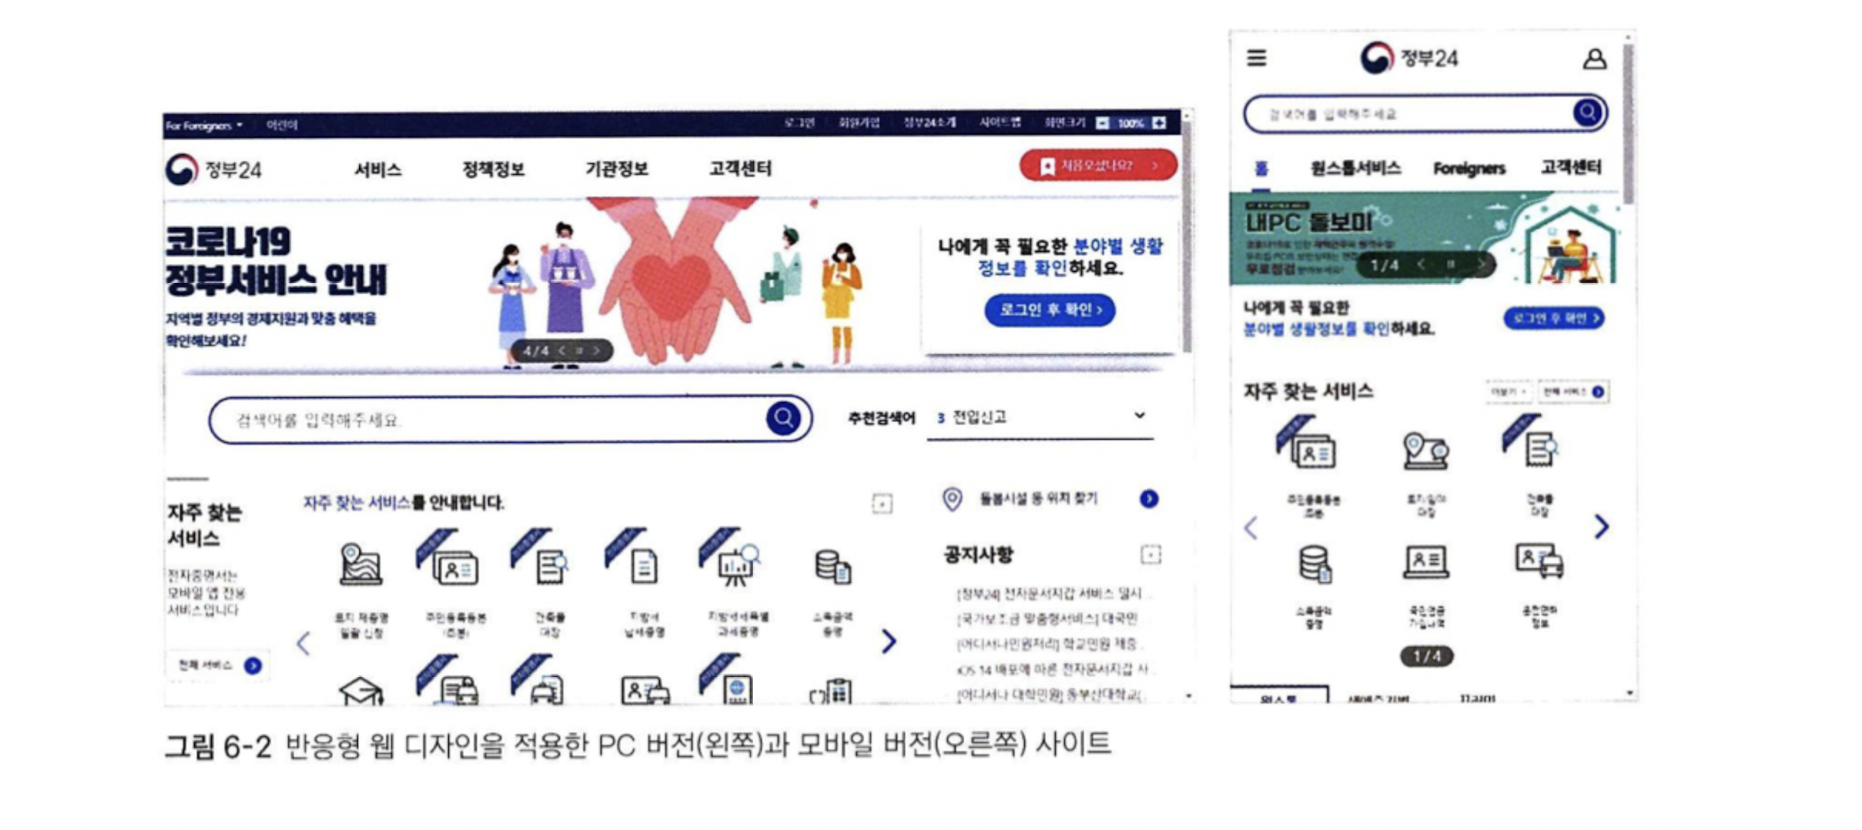 For Foreigners 어린이 로그인 회원가입 정부24소개 사이트맵 화면크기 100%
정부24 서비스 정책정보 기관정보 고객센터 처음오셨나요?
코로나19
정부서비스 안내
지역별 정부의 경제지원과 맞춤 혜택을
확인해보세요!
4/4
나에게 꼭 필요한 분야별 생활
정보를 확인하세요.
로그인 후 확인
검색어를 입력해주세요.
추천검색어 3 전입신고
자주 찾는
서비스
전자증명서는
모바일 앱 전용
서비스입니다
전체 서비스
자주 찾는 서비스를 안내합니다.
토지 제증명
일괄 신청
주민등록등본
(초본)
건축물
대장
지방세
납세증명
지방세 세목별
과세증명
소득금액
증명
돌봄시설 등 위치 찾기
공지사항
[정부24] 전자문서지갑 서비스 일시 ..
[국가보조금 맞춤형서비스] 대국민 ..
[어디서나민원처리] 학교민원 제증 ..
iOS 14 배포에 따른 전자문서지갑 사 ..
[어디서나 대학민원] 동부산대학교( ..
정부24
검색어를 입력해주세요
홈 원스톱서비스 Foreigners 고객센터
내PC 돌보미
무료점검
1/4
나에게 꼭 필요한
분야별 생활정보를 확인하세요.
로그인 후 확인
자주 찾는 서비스
더보기 전체 서비스
주민등록등본
초본
토지(임야)
대장
건축물
대장
소득금액
증명
국민연금
가입내역
운전면허
정보
1/4
그림 6-2 반응형 웹 디자인을 적용한 PC 버전(왼쪽)과 모바일 버전(오른쪽) 사이트